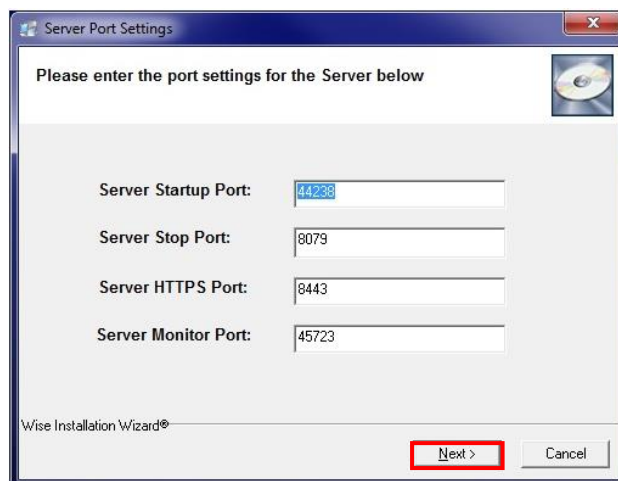 Server Port Settings
Please enter the port settings for the Server below
Server Startup Port: 44238
Server Stop Port: 8079
Server HTTPS Port: 8443
Server Monitor Port: 45723
Wise Installation Wizard®
Next > Cancel